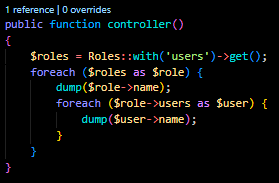 1 reference | 0 overrides
public function controller()
{
    $roles = Roles::with('users')->get();
    foreach ($roles as $role) {
        dump($role->name);
        foreach ($role->users as $user) {
            dump($user->name);
        }
    }
}